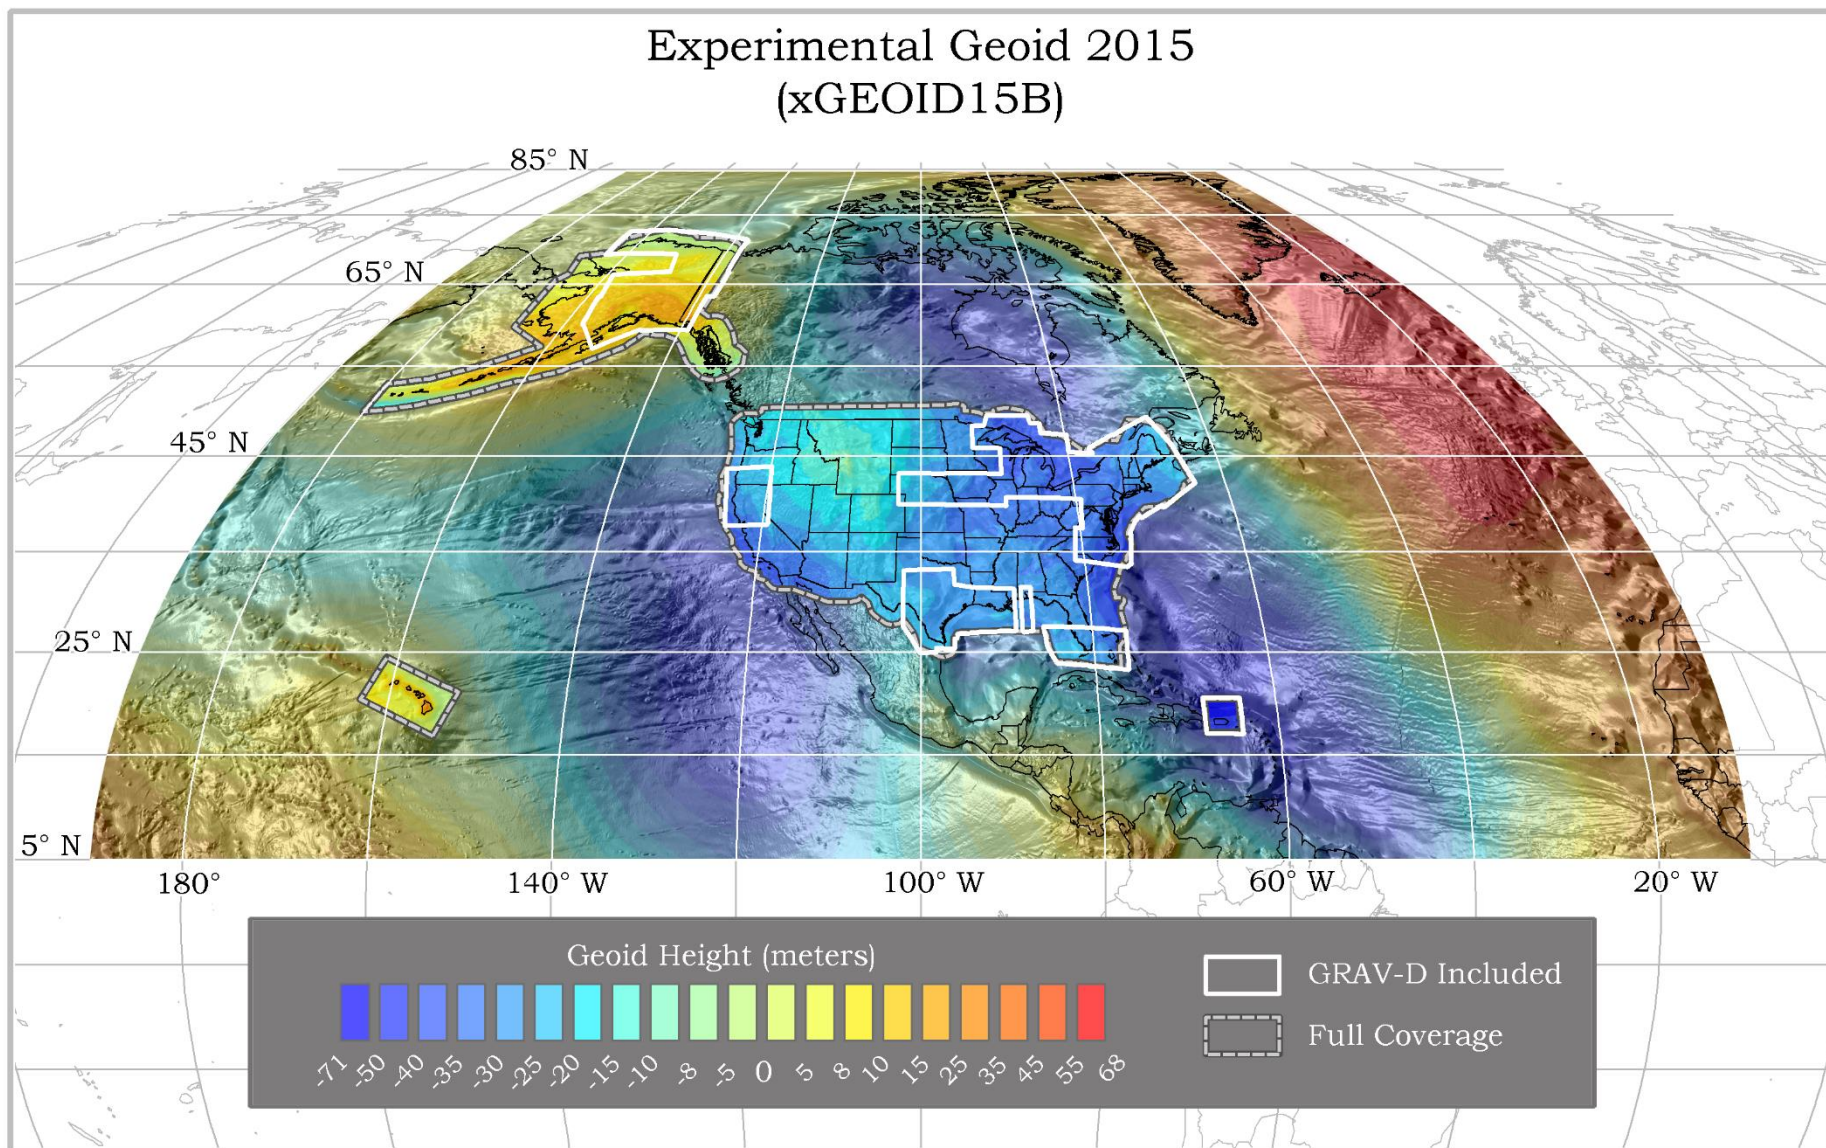 Experimental Geoid 2015
(xGEOID15B)
85° N
65° N
45° N
25° N
5° N
180°
140° W
100° W
60° W
20° W
Geoid Height (meters)
-71 -50 -40 -35 -30 -25 -20 -15 -10 -8 -5 0 5 8 10 15 25 35 45 55 68
GRAV-D Included
Full Coverage